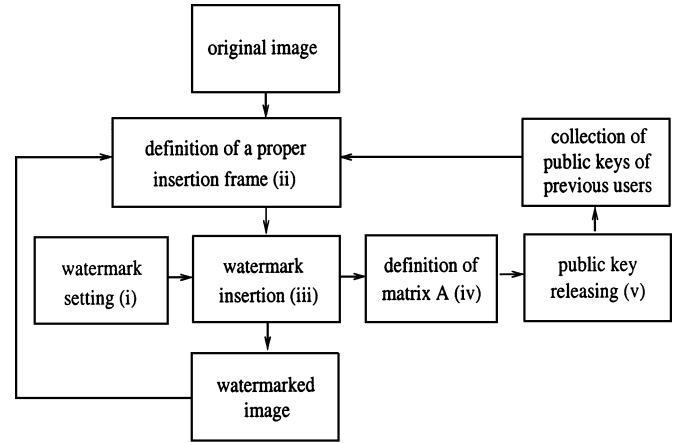 original image
definition of a proper
insertion frame (ii)
collection of
public keys of
previous users
watermark
setting (i)
watermark
insertion (iii)
definition of
matrix A (iv)
public key
releasing (v)
watermarked
image